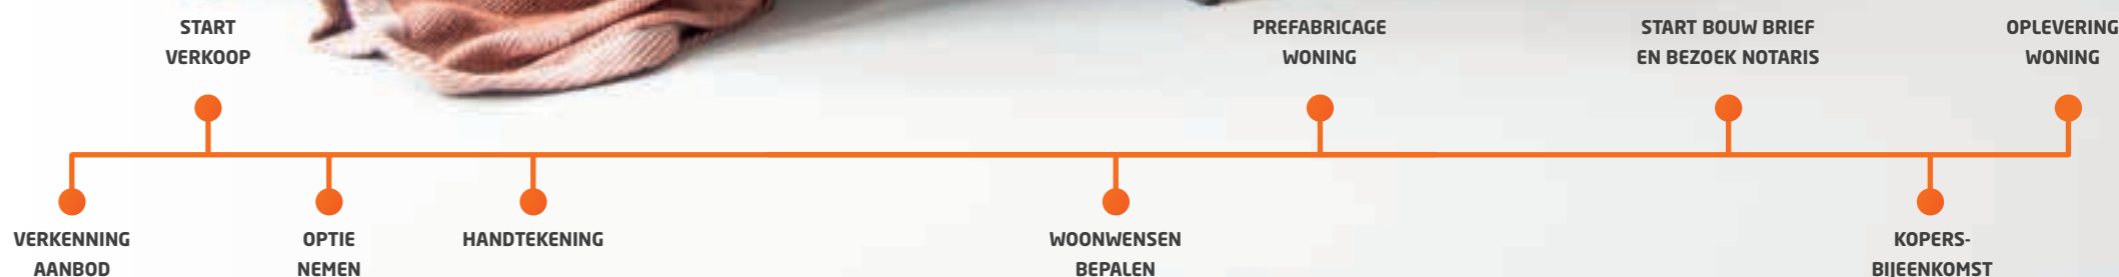 START
VERKOOP
PREFABRICAGE
WONING
START BOUW BRIEF
EN BEZOEK NOTARIS
OPLEVERING
WONING
VERKENNING
AANBOD
OPTIE
NEMEN
HANDTEKENING
WOONWENSEN
BEPALEN
KOPERS-
BIJEENKOMST